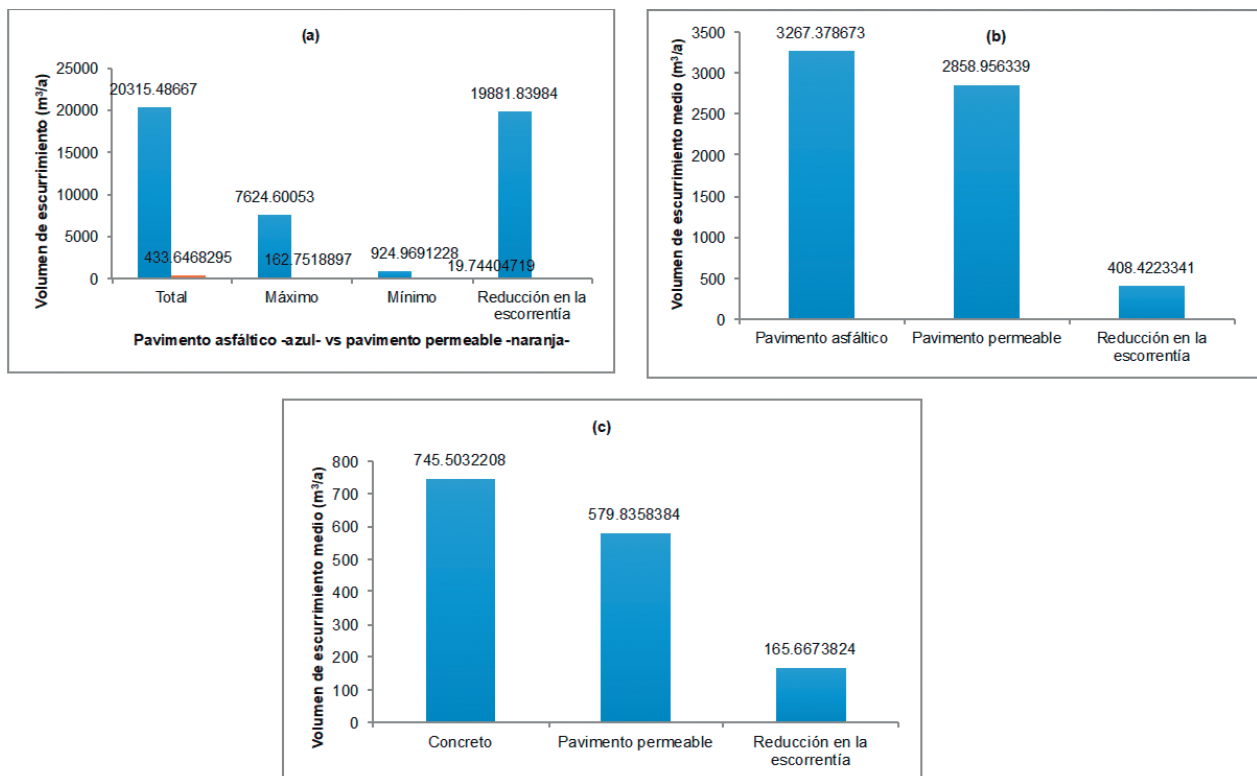 (a)
Volumen de escurrimiento (m³/a)
25000
20000
15000
10000
5000
0
20315.48667
433.6468295
7624.60053
162.7518897
924.9691228
19.74404719
19881.83984
Total
Máximo
Mínimo
Reducción en la
escorrentía
Pavimento asfáltico -azul- vs pavimento permeable -naranja-
(b)
Volumen de escurrimiento medio (m³/a)
3500
3000
2500
2000
1500
1000
500
0
3267.378673
2858.956339
408.4223341
Pavimento asfáltico
Pavimento permeable
Reducción en la
escorrentía
(c)
Volumen de escurrimiento medio (m³/a)
800
700
600
500
400
300
200
100
0
745.5032208
579.8358384
165.6673824
Concreto
Pavimento permeable
Reducción en la
escorrentía